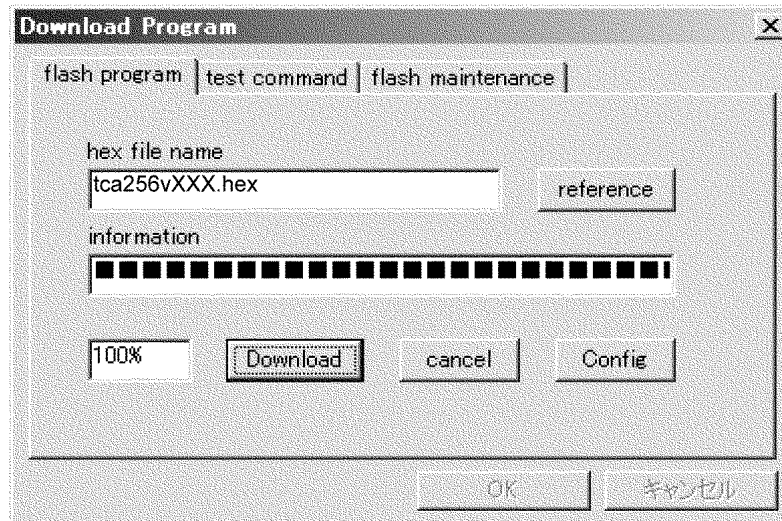 Download Program
flash program test command flash maintenance
hex file name
tca256vXXX.hex reference
information
100% Download cancel Config
OK キャンセル